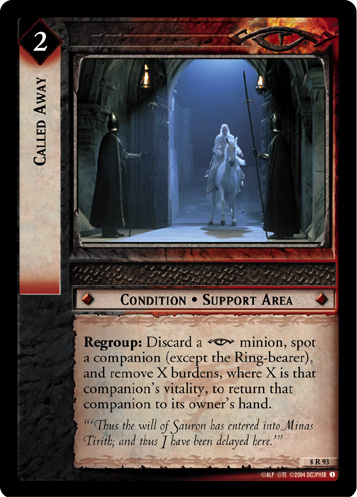 2
CALLED AWAY
CONDITION • SUPPORT AREA
Regroup: Discard a minion, spot
a companion (except the Ring-bearer),
and remove X burdens, where X is that
companion's vitality, to return that
companion to its owner's hand.
"'Thus the will of Sauron has entered into Minas
Tirith; and thus I have been delayed here.'"
8 R 93
©NLP ©TE ©2004 DECIPHER